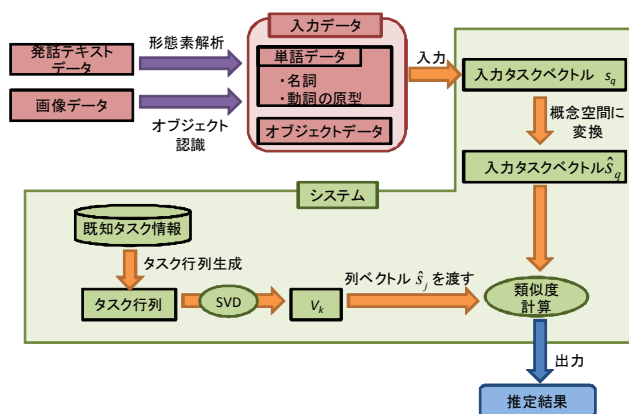 発話テキスト
データ
形態素解析
画像データ
オブジェクト
認識
入力データ
単語データ
・名詞
・動詞の原型
オブジェクトデータ
入力
入力タスクベクトル s_q
概念空間に
変換
入力タスクベクトルŝ_q
システム
既知タスク情報
タスク行列生成
タスク行列
SVD
V_k
列ベクトル ŝ_j を渡す
類似度
計算
出力
推定結果